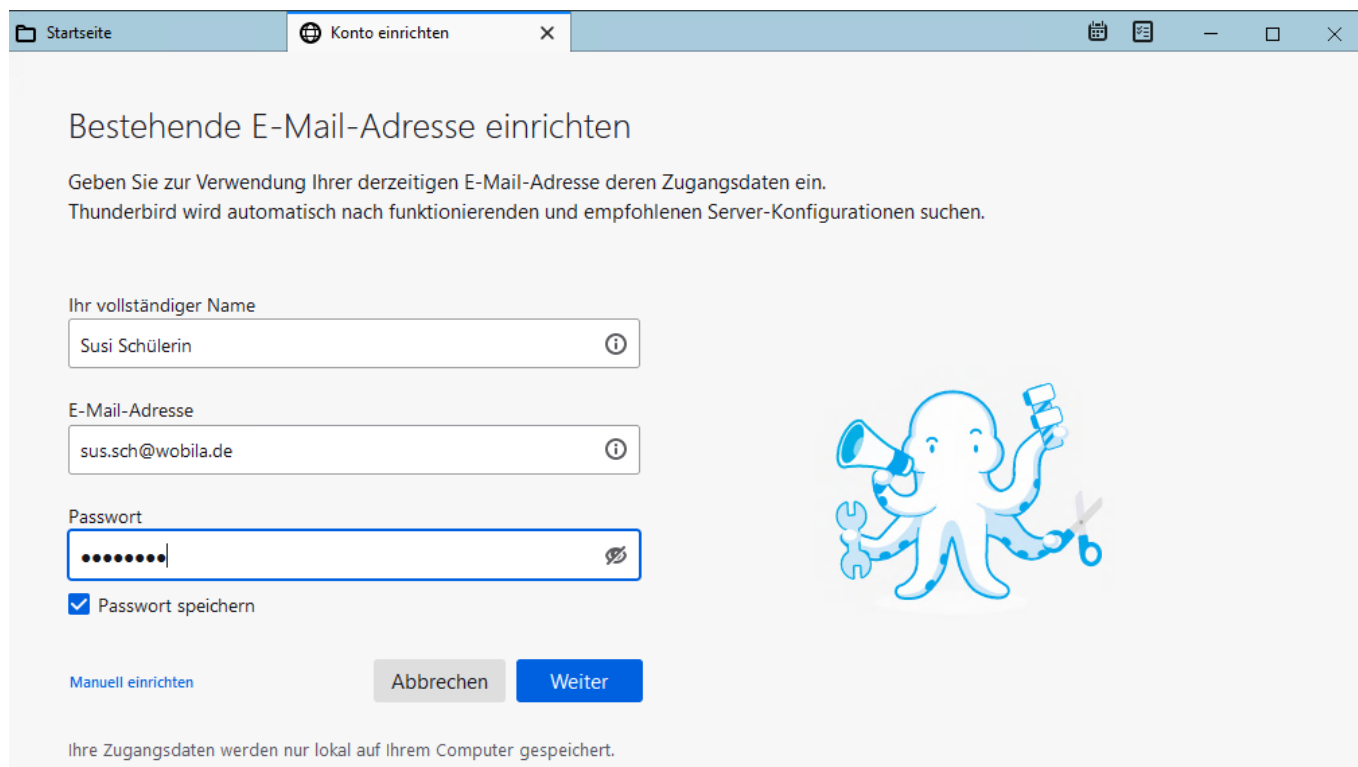 Startseite
Konto einrichten
Bestehende E-Mail-Adresse einrichten
Geben Sie zur Verwendung Ihrer derzeitigen E-Mail-Adresse deren Zugangsdaten ein.
Thunderbird wird automatisch nach funktionierenden und empfohlenen Server-Konfigurationen suchen.
Ihr vollständiger Name
Susi Schülerin
E-Mail-Adresse
sus.sch@wobila.de
Passwort
••••••••
Passwort speichern
Manuell einrichten
Abbrechen
Weiter
Ihre Zugangsdaten werden nur lokal auf Ihrem Computer gespeichert.